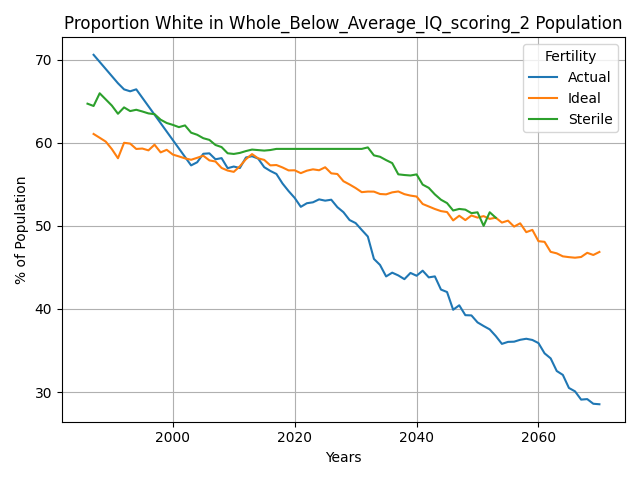 Proportion White in Whole_Below_Average_IQ_scoring_2 Population
% of Population
70
60
50
40
30
Fertility
Actual
Ideal
Sterile
2000
2020
2040
2060
Years